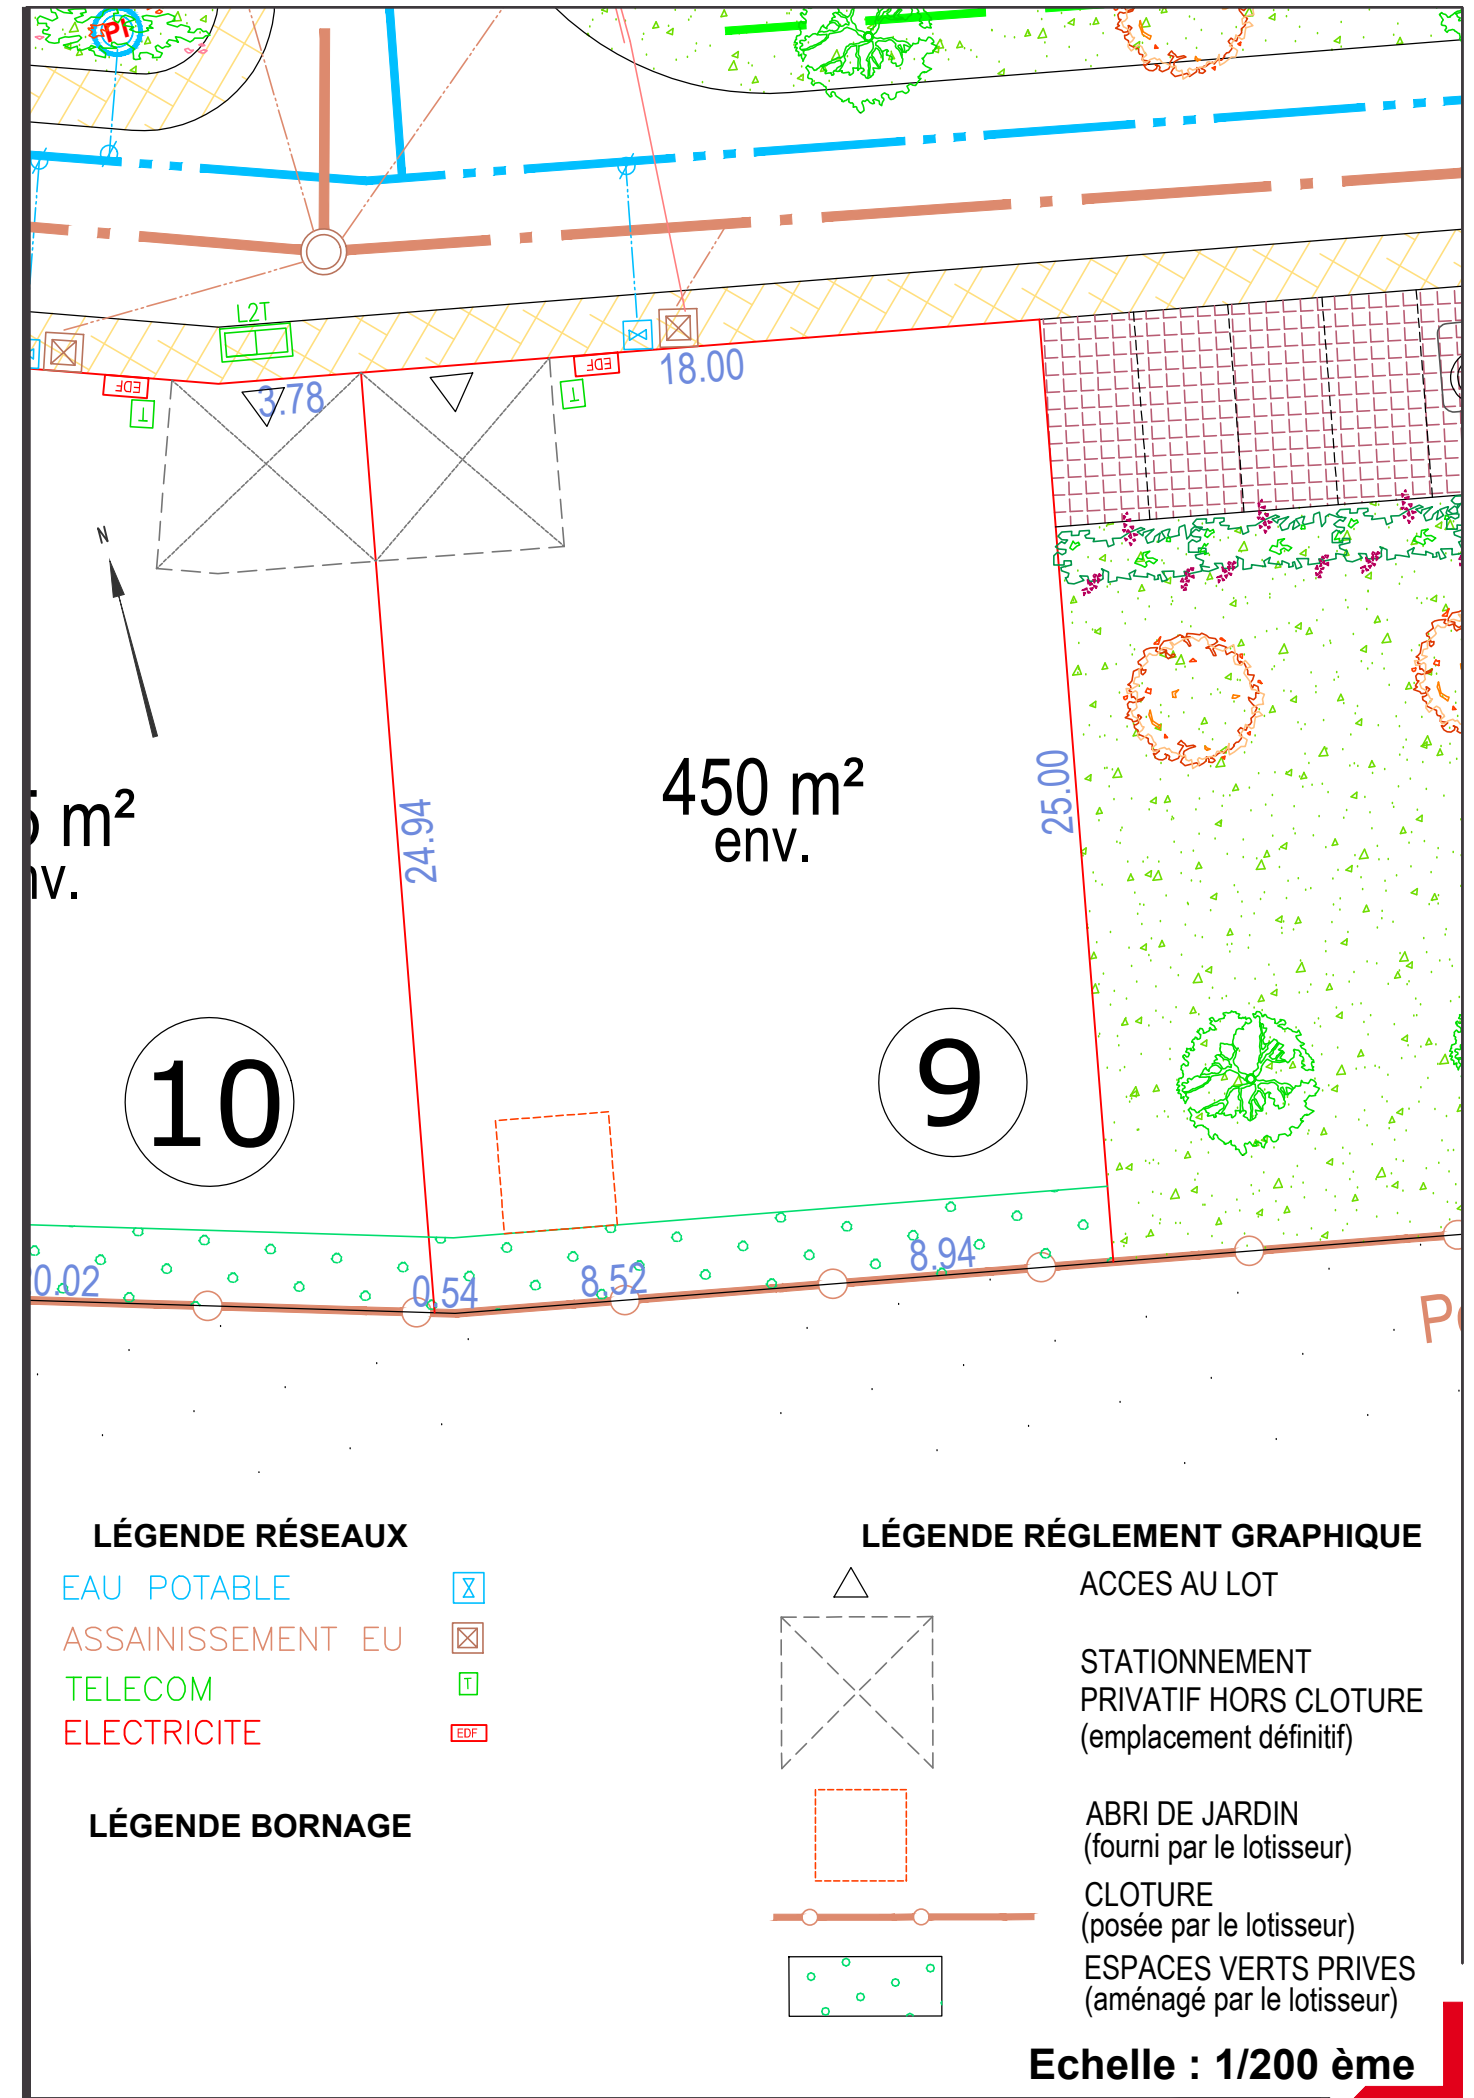 PI
L2T
EDF
T
3.78
EDF
T
18.00
N
450 m²
env.
m²
24.94
25.00
10
9
0.02
0.54
8.52
8.94
LÉGENDE RÉSEAUX
EAU POTABLE
ASSAINISSEMENT EU
TELECOM
T
ELECTRICITE
EDF
LÉGENDE BORNAGE
LÉGENDE RÉGLEMENT GRAPHIQUE
ACCES AU LOT
STATIONNEMENT
PRIVATIF HORS CLOTURE
(emplacement définitif)
ABRI DE JARDIN
(fourni par le lotisseur)
CLOTURE
(posée par le lotisseur)
ESPACES VERTS PRIVES
(aménagé par le lotisseur)
Echelle : 1/200 ème